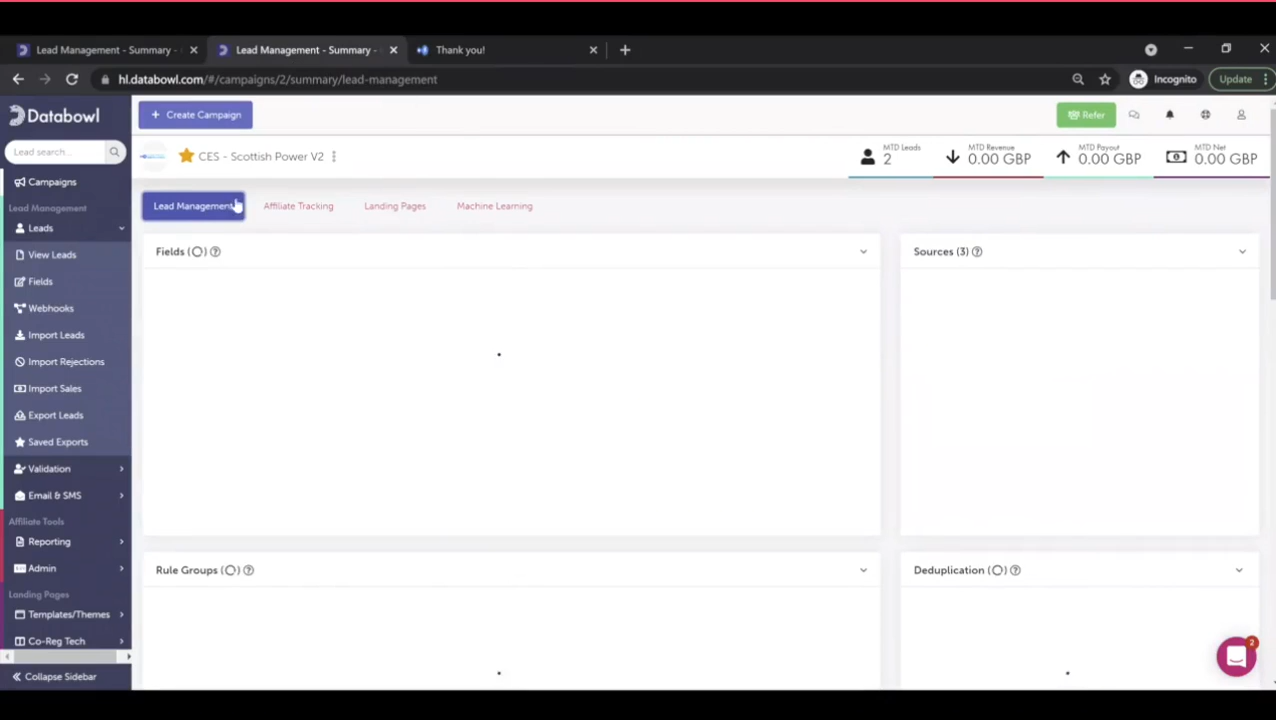 Lead Management - Summary -
Lead Management - Summary -
Thank you!
hl.databowl.com/#/campaigns/2/summary/lead-management
Incognito
Update
Databowl
+ Create Campaign
Refer
Lead search...
CES - Scottish Power V2
MTD Leads
2
MTD Revenue
0.00 GBP
MTD Payout
0.00 GBP
MTD Net
0.00 GBP
Campaigns
Lead Management
Leads
View Leads
Fields
Webhooks
Import Leads
Import Rejections
Import Sales
Export Leads
Saved Exports
Validation
Email & SMS
Affiliate Tools
Reporting
Admin
Landing Pages
Templates/Themes
Co-Reg Tech
Collapse Sidebar
Lead Management
Affiliate Tracking
Landing Pages
Machine Learning
Fields ( )
Sources (3)
Rule Groups ( )
Deduplication ( )
2